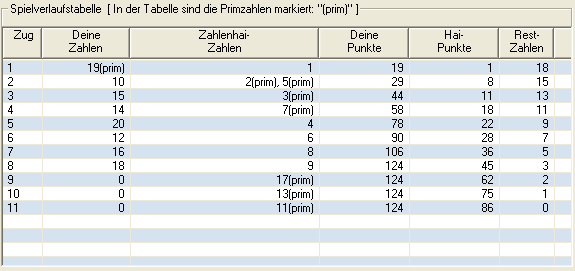 Spielverlaufstabelle [ In der Tabelle sind die Primzahlen markiert: "(prim)" ]
Zug Deine Zahlen Zahlenhai-Zahlen Deine Punkte Hai-Punkte Rest-Zahlen
1 19(prim) 1 19 1 18
2 10 2(prim), 5(prim) 29 8 15
3 15 3(prim) 44 11 13
4 14 7(prim) 58 18 11
5 20 4 78 22 9
6 12 6 90 28 7
7 16 8 106 36 5
8 18 9 124 45 3
9 0 17(prim) 124 62 2
10 0 13(prim) 124 75 1
11 0 11(prim) 124 86 0